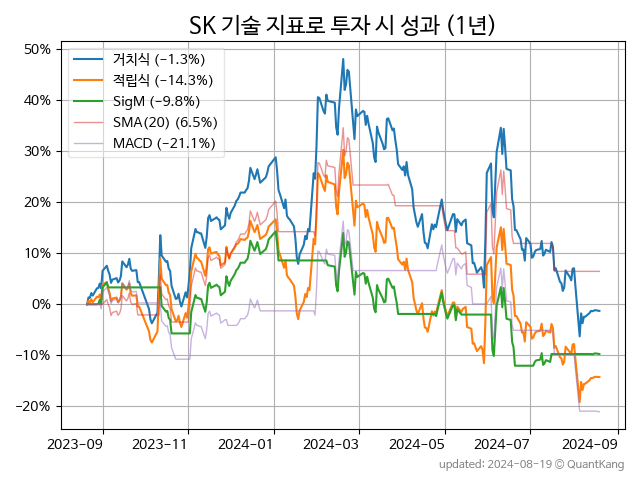 SK 기술 지표로 투자 시 성과 (1년)
거치식 (−1.3%)
적립식 (−14.3%)
SigM (−9.8%)
SMA(20) (6.5%)
MACD (−21.1%)
50%
40%
30%
20%
10%
0%
−10%
−20%
2023-09 2023-11 2024-01 2024-03 2024-05 2024-07 2024-09
updated: 2024-08-19 © QuantKang